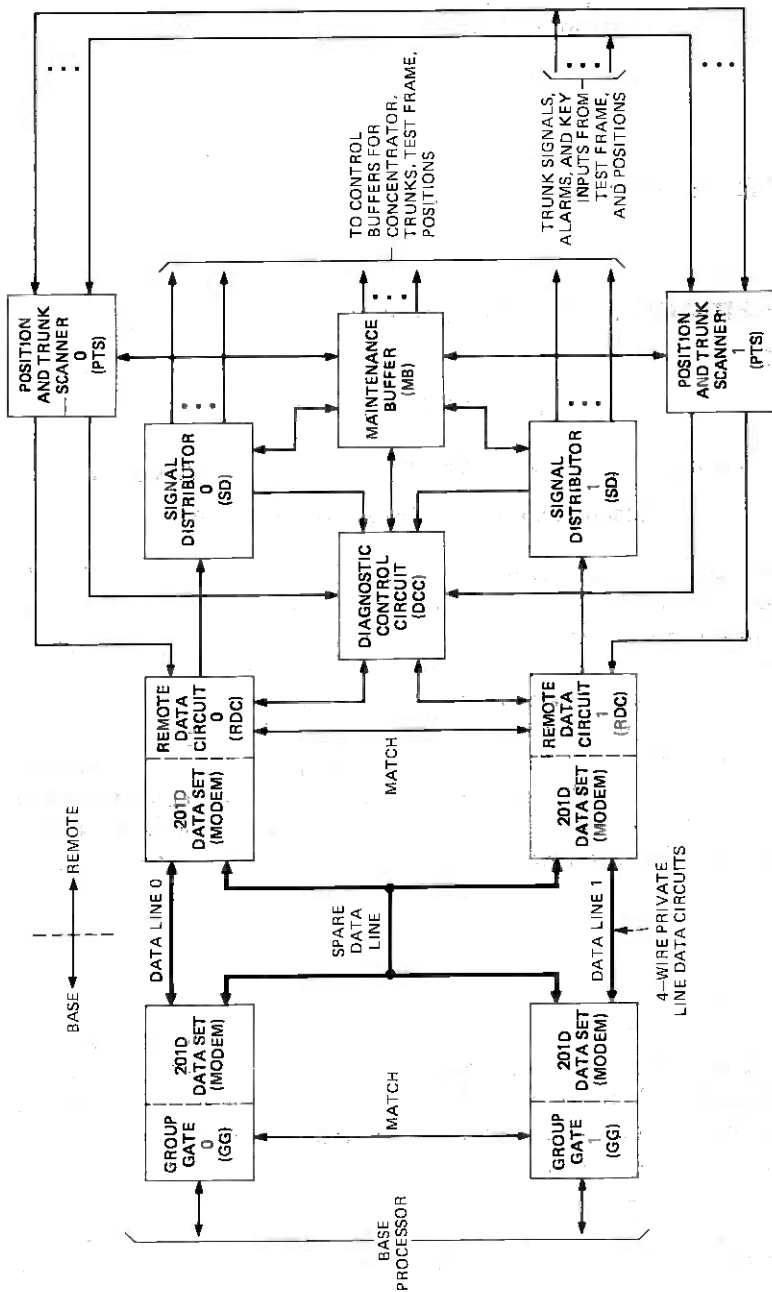 BASE
REMOTE
BASE
PROCESSOR
GROUP
GATE
0
(GG)
201D
DATA SET
(MODEM)
DATA LINE 0
201D
DATA SET
(MODEM)
REMOTE
DATA
CIRCUIT
0
(RDC)
SIGNAL
DISTRIBUTOR
0
(SD)
POSITION
AND TRUNK
SCANNER
0
(PTS)
MATCH
SPARE
DATA
LINE
MATCH
DIAGNOSTIC
CONTROL
CIRCUIT
(DCC)
MAINTENANCE
BUFFER
(MB)
TO CONTROL
BUFFERS FOR
CONCENTRATOR,
TRUNKS, TEST FRAME,
POSITIONS
GROUP
GATE
1
(GG)
201D
DATA SET
(MODEM)
DATA LINE 1
4–WIRE PRIVATE
LINE DATA CIRCUITS
201D
DATA SET
(MODEM)
REMOTE
DATA
CIRCUIT
1
(RDC)
SIGNAL
DISTRIBUTOR
1
(SD)
POSITION
AND TRUNK
SCANNER
1
(PTS)
TRUNK SIGNALS,
ALARMS, AND KEY
INPUTS FROM
TEST FRAME,
AND POSITIONS